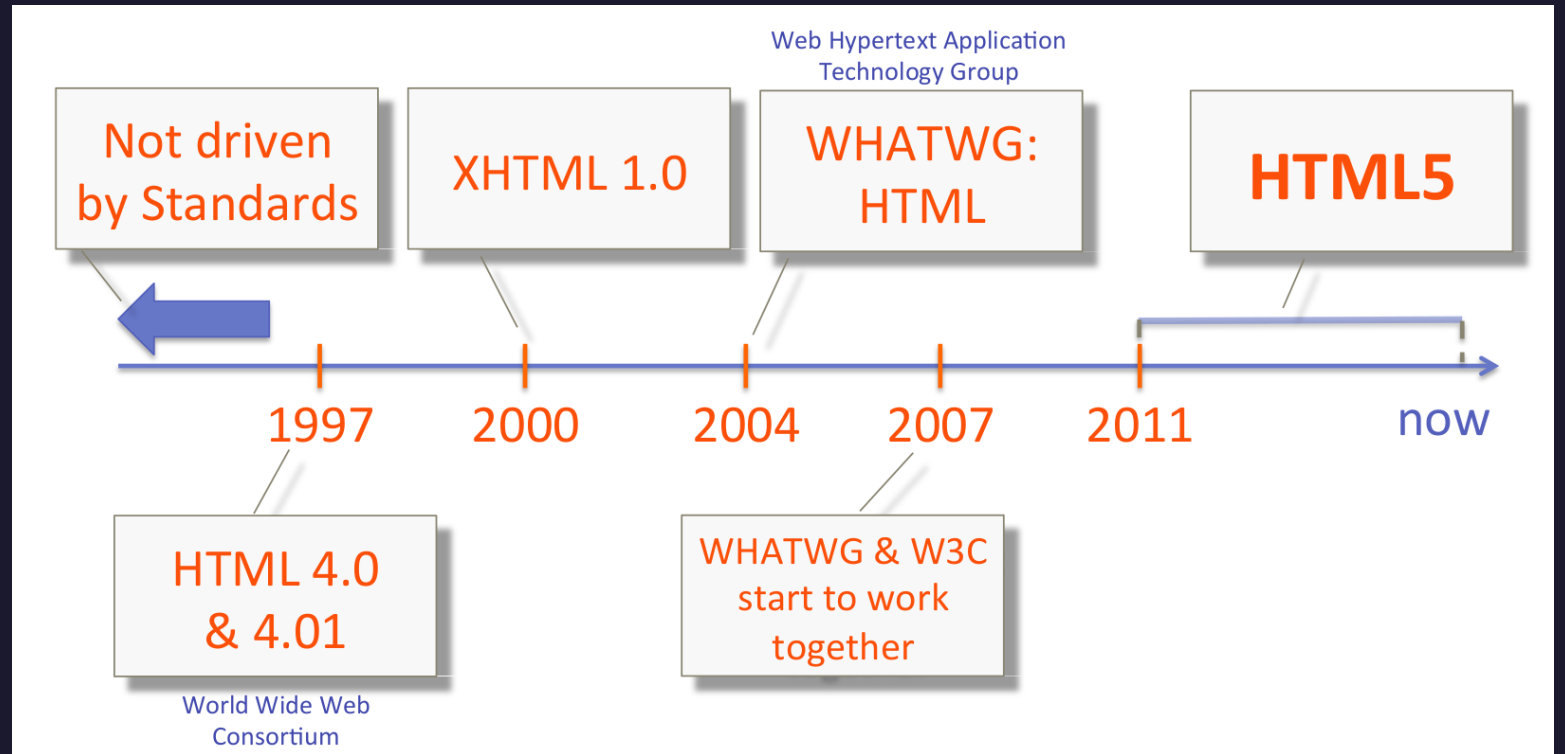 Web Hypertext Application
Technology Group
Not driven
by Standards
XHTML 1.0
WHATWG:
HTML
HTML5
1997
2000
2004
2007
2011
now
HTML 4.0
& 4.01
WHATWG & W3C
start to work
together
World Wide Web
Consortium